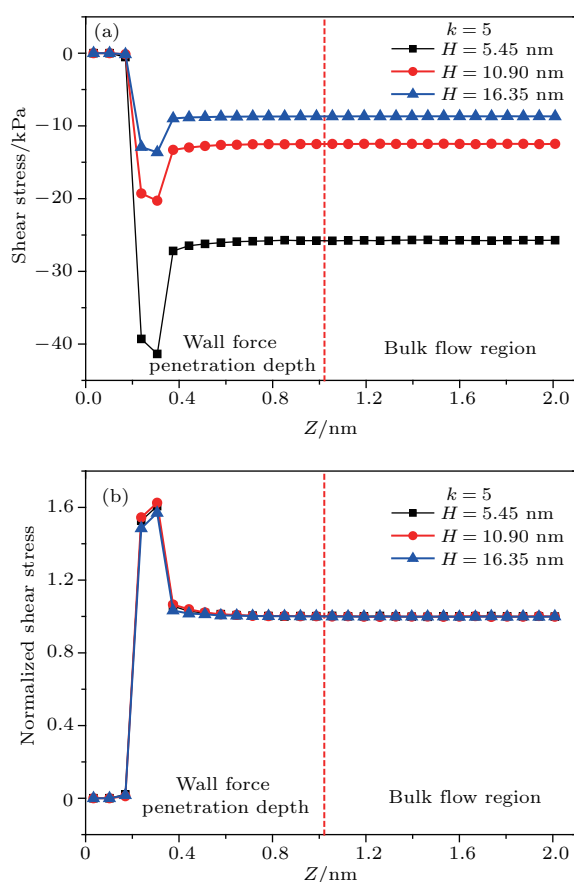 (a)
k = 5
H = 5.45 nm
H = 10.90 nm
H = 16.35 nm
0
−10
−20
−30
−40
Shear stress/kPa
Wall force
penetration depth
Bulk flow region
0.0 0.4 0.8 1.2 1.6 2.0
Z/nm
(b)
k = 5
H = 5.45 nm
H = 10.90 nm
H = 16.35 nm
1.6
1.2
0.8
0.4
0
Normalized shear stress
Wall force
penetration depth
Bulk flow region
0 0.4 0.8 1.2 1.6 2.0
Z/nm